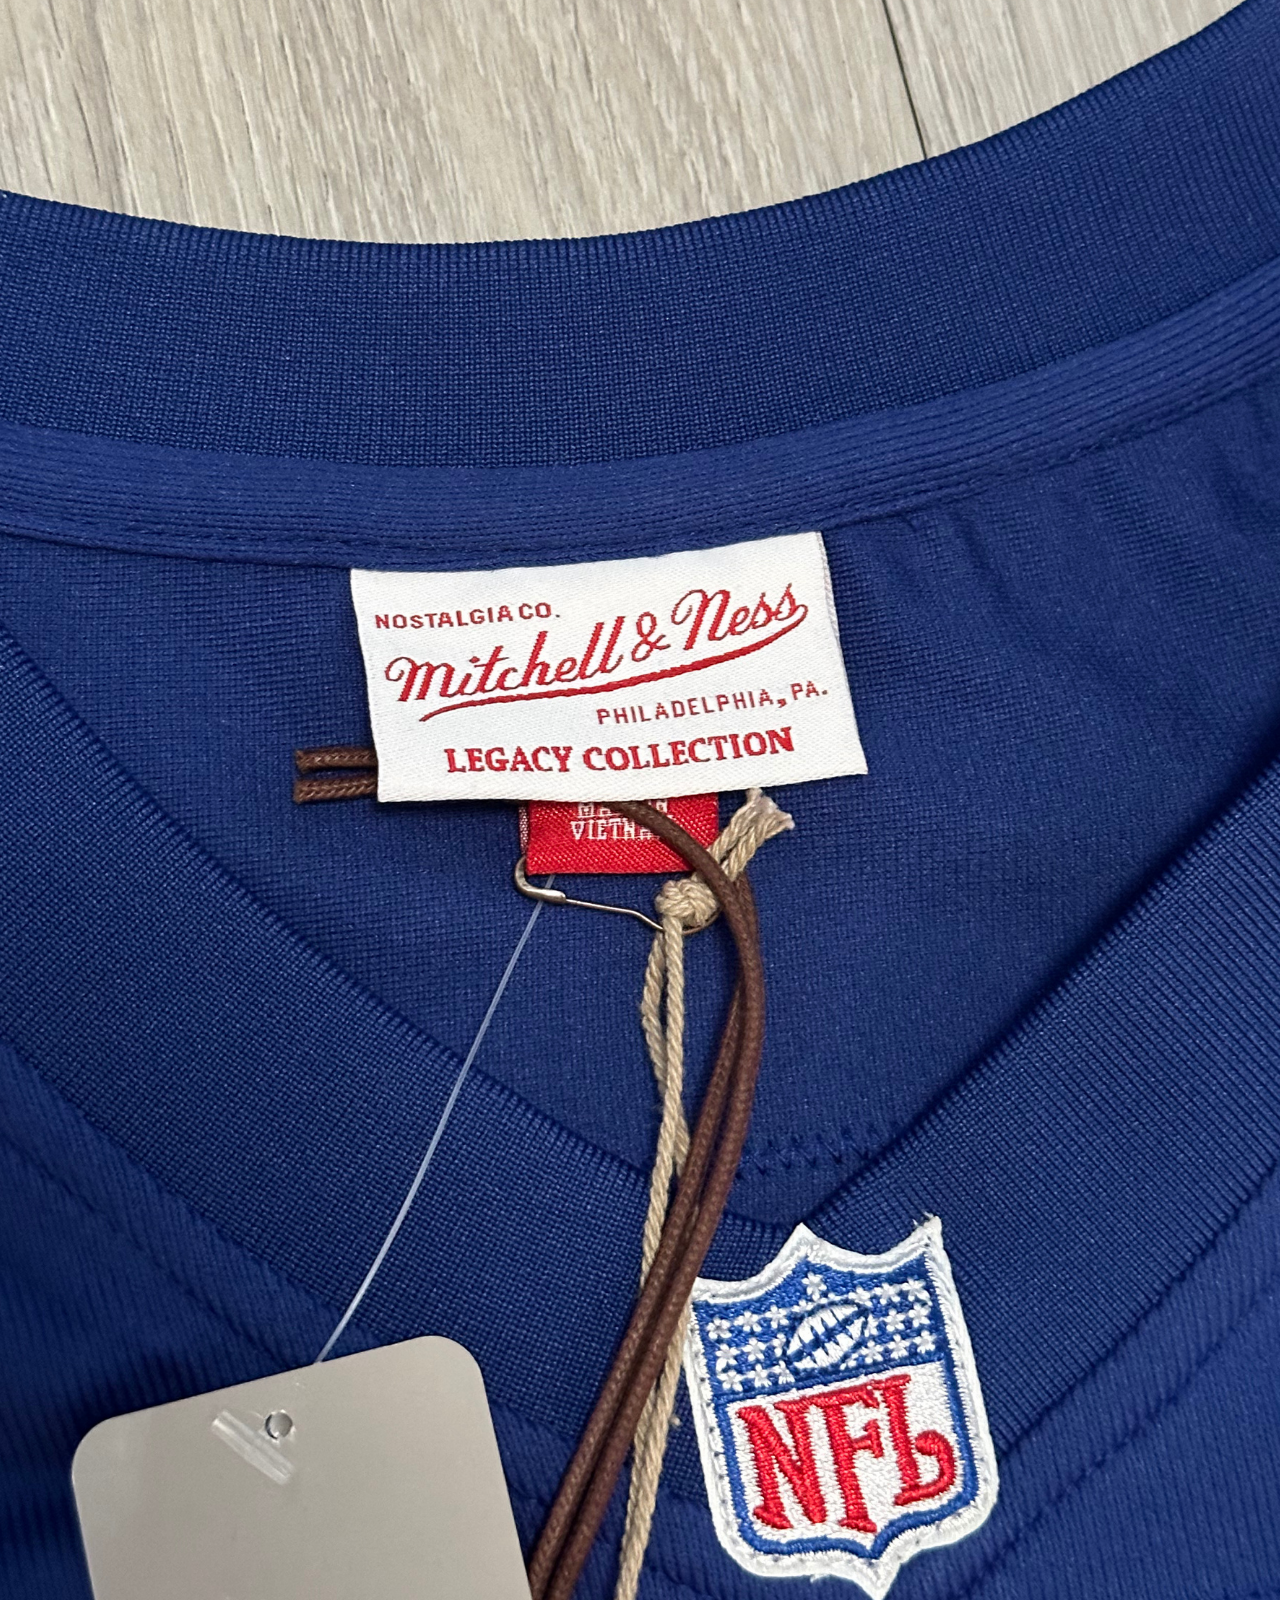 NOSTALGIA CO.
Mitchell & Ness
PHILADELPHIA, PA.
LEGACY COLLECTION
NFL